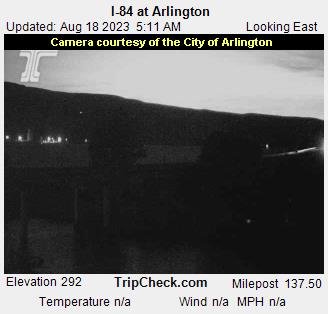 I-84 at Arlington
Updated: Aug 18 2023 5:11 AM Looking East
Camera courtesy of the City of Arlington
Elevation 292 TripCheck.com Milepost 137.50
Temperature n/a Wind n/a MPH n/a